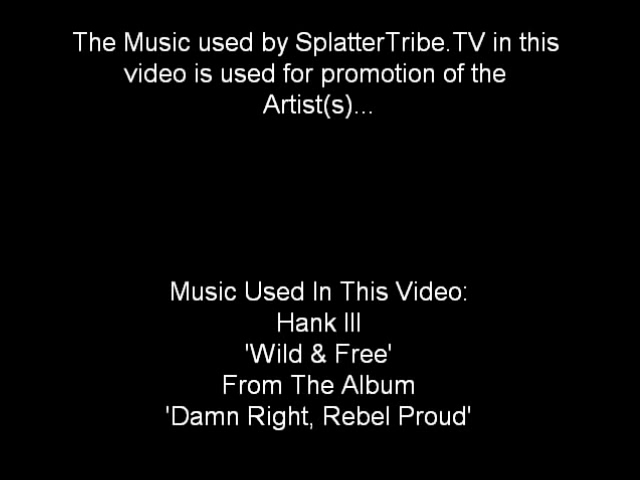 The Music used by SplatterTribe.TV in this
video is used for promotion of the
Artist(s)...
Music Used In This Video:
Hank III
'Wild & Free'
From The Album
'Damn Right, Rebel Proud'